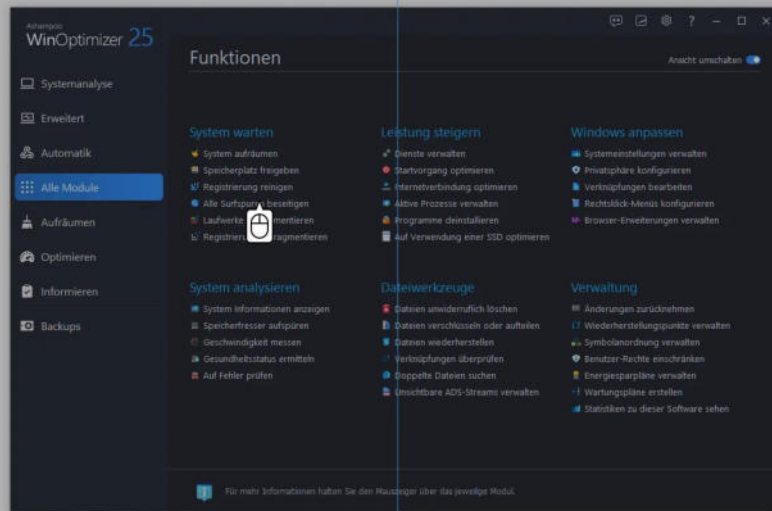 Ashampoo
WinOptimizer 25
Systemanalyse
Erweitert
Automatik
Alle Module
Aufräumen
Optimieren
Informieren
Backups
Funktionen
Ansicht umschalten
System warten
System aufräumen
Speicherplatz freigeben
Registrierung reinigen
Alle Surfspuren beseitigen
Laufwerke
Leistung steigern
Dienste verwalten
Startvorgang optimieren
Internetverbindung optimieren
Aktive Prozesse verwalten
Programme deinstallieren
Auf Verwendung einer SSD optimieren
Windows anpassen
Systemeinstellungen verwalten
Privatsphäre konfigurieren
Verknüpfungen bearbeiten
Rechtsklick-Menüs konfigurieren
Browser-Erweiterungen verwalten
System analysieren
System Informationen anzeigen
Speicherfresser aufspüren
Geschwindigkeit messen
Gesundheitsstatus ermitteln
Auf Fehler prüfen
Dateiwerkzeuge
Dateien unwiderruflich löschen
Dateien verschlüsseln oder aufteilen
Dateien wiederherstellen
Verknüpfungen überprüfen
Doppelte Dateien suchen
Unsichtbare ADS-Streams verwalten
Verwaltung
Änderungen zurücknehmen
Wiederherstellungspunkte verwalten
Symbolanordnung verwalten
Benutzer-Rechte einschränken
Energiesparpläne verwalten
Wartungspläne erstellen
Statistiken zu dieser Software sehen
Für mehr Informationen halten Sie den Mauszeiger über das jeweilige Modul.